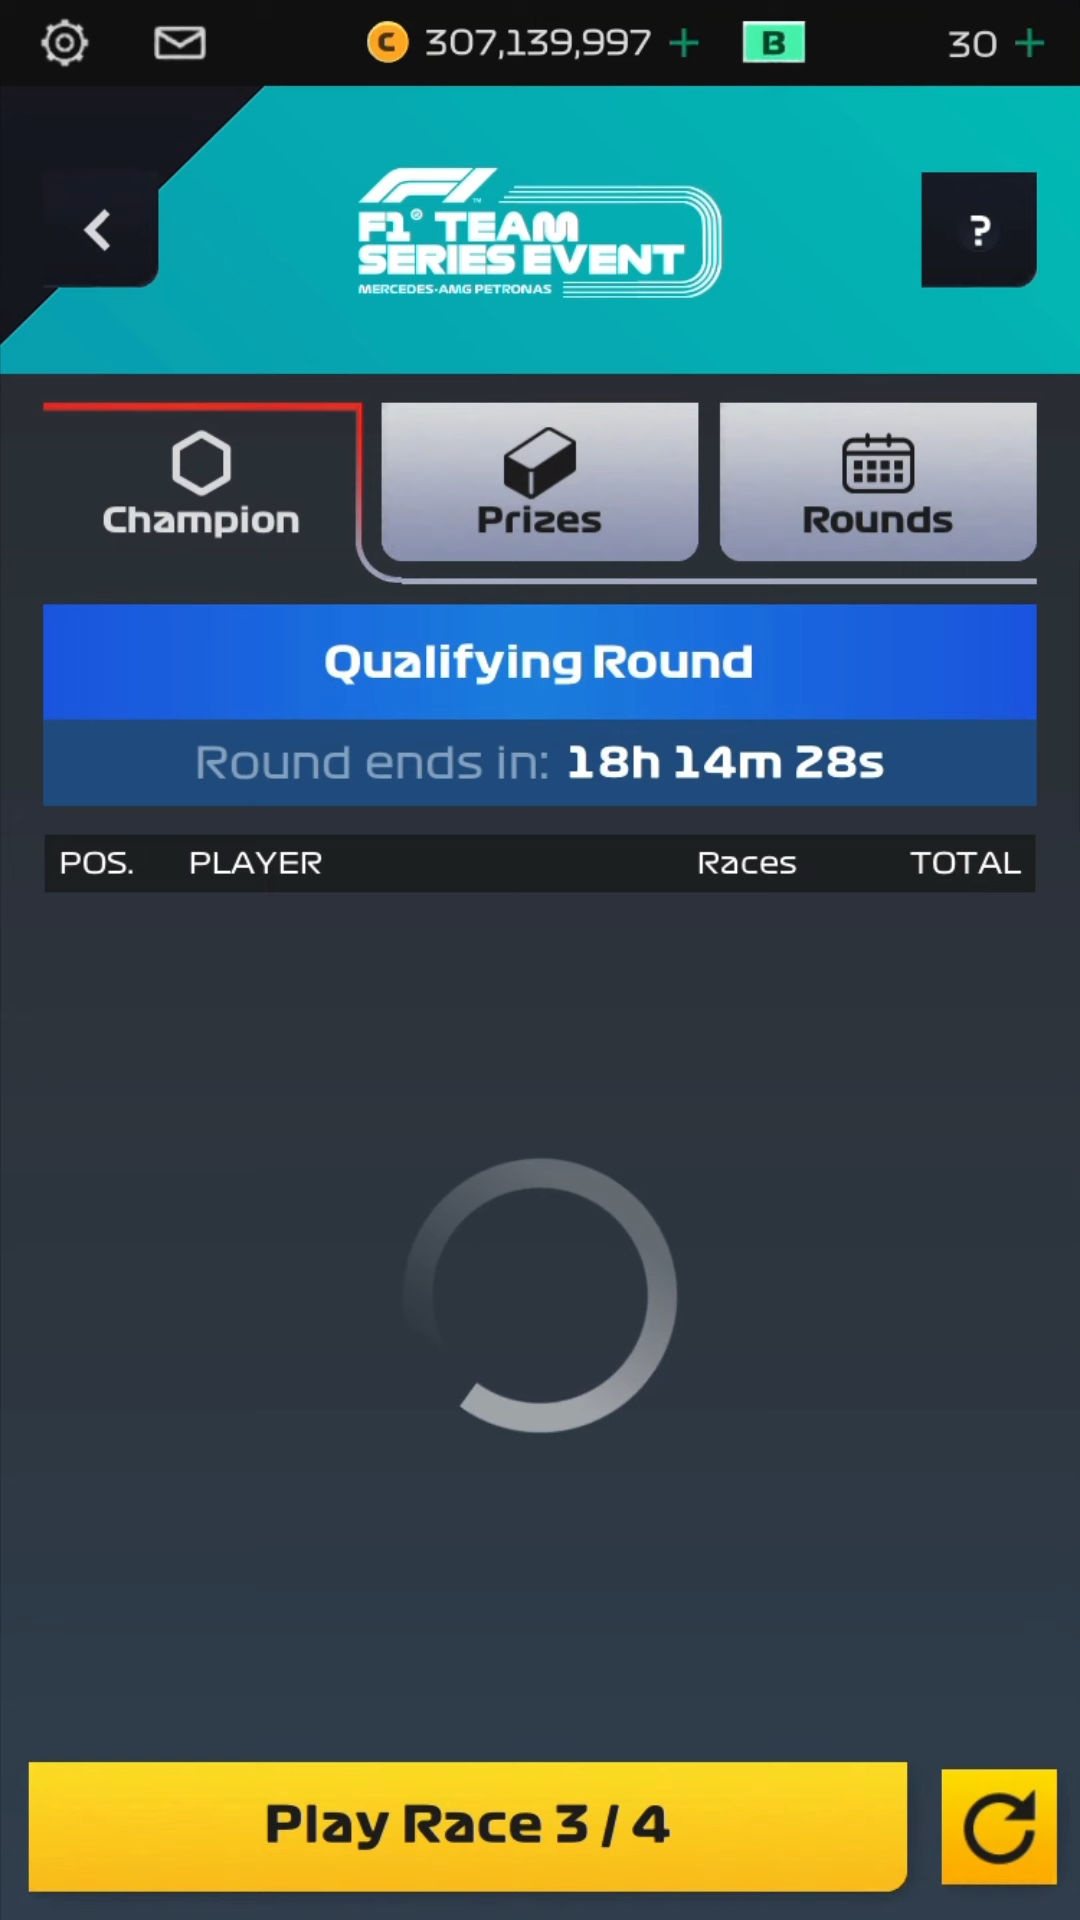 C 307,139,997 + B 30 +
F1® TEAM
SERIES EVENT
MERCEDES-AMG PETRONAS
?
Champion Prizes Rounds
Qualifying Round
Round ends in: 18h 14m 28s
POS. PLAYER Races TOTAL
Play Race 3 / 4